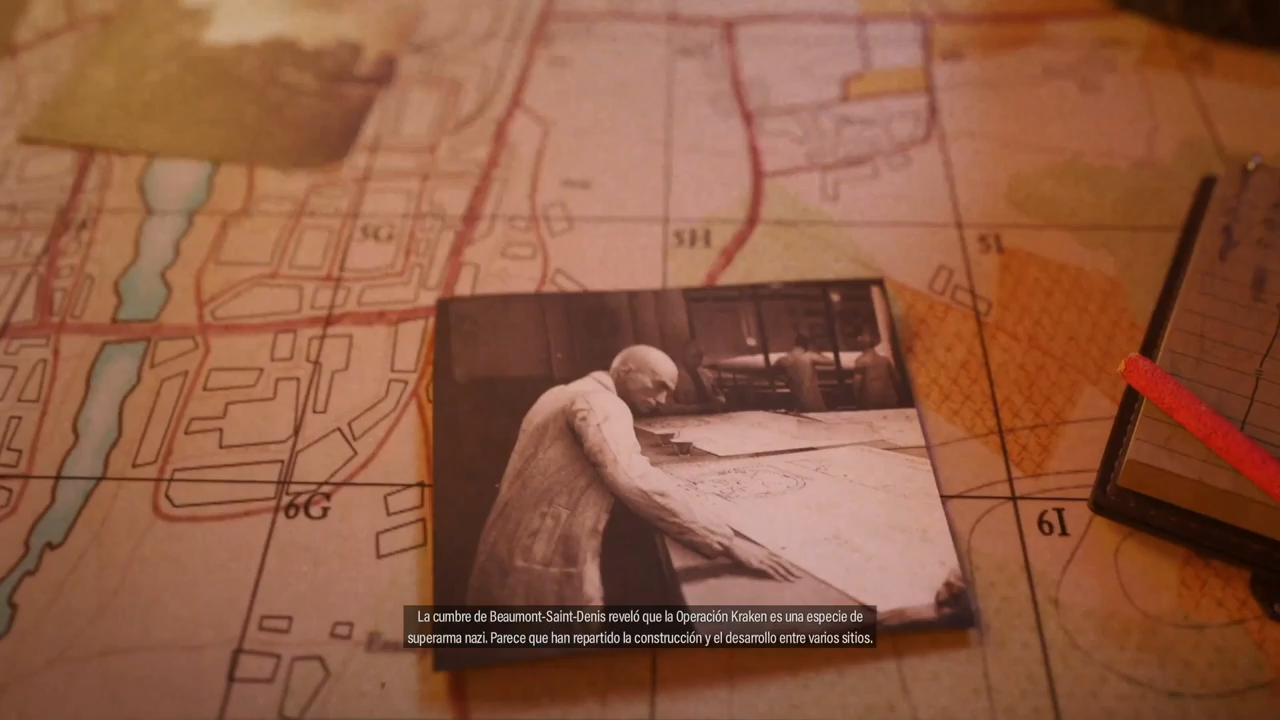 5G
5H
5I
6G
6I
La cumbre de Beaumont-Saint-Denis reveló que la Operación Kraken es una especie de
superarma nazi. Parece que han repartido la construcción y el desarrollo entre varios sitios.